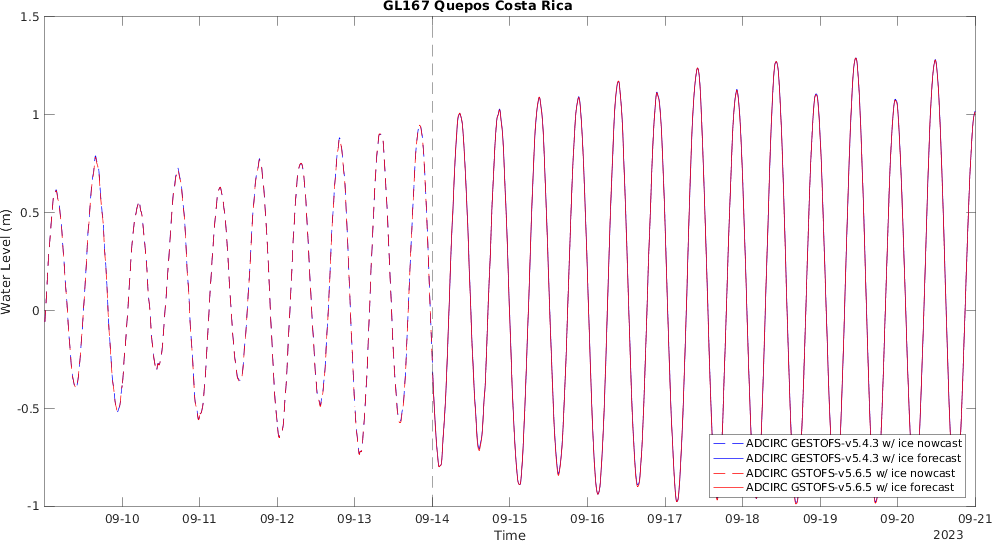 GL167 Quepos Costa Rica
1.5
1
0.5
0
-0.5
-1
Water Level (m)
ADCIRC GESTOFS-v5.4.3 w/ ice nowcast
ADCIRC GESTOFS-v5.4.3 w/ ice forecast
ADCIRC GSTOFS-v5.6.5 w/ ice nowcast
ADCIRC GSTOFS-v5.6.5 w/ ice forecast
09-10 09-11 09-12 09-13 09-14 09-15 09-16 09-17 09-18 09-19 09-20 09-21
Time
2023